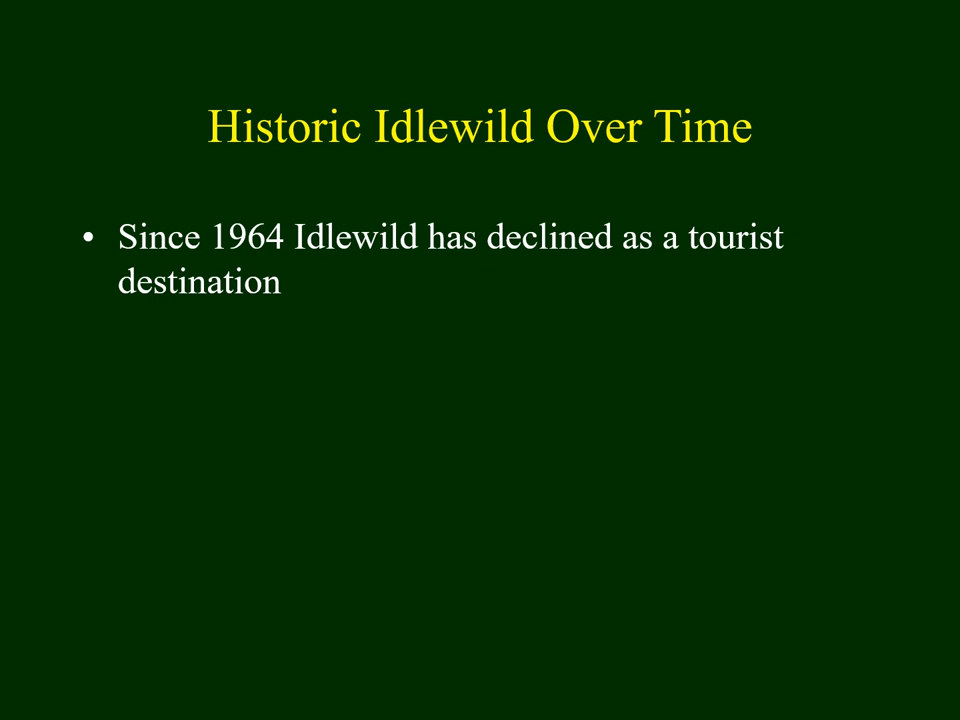 Historic Idlewild Over Time
• Since 1964 Idlewild has declined as a tourist
destination